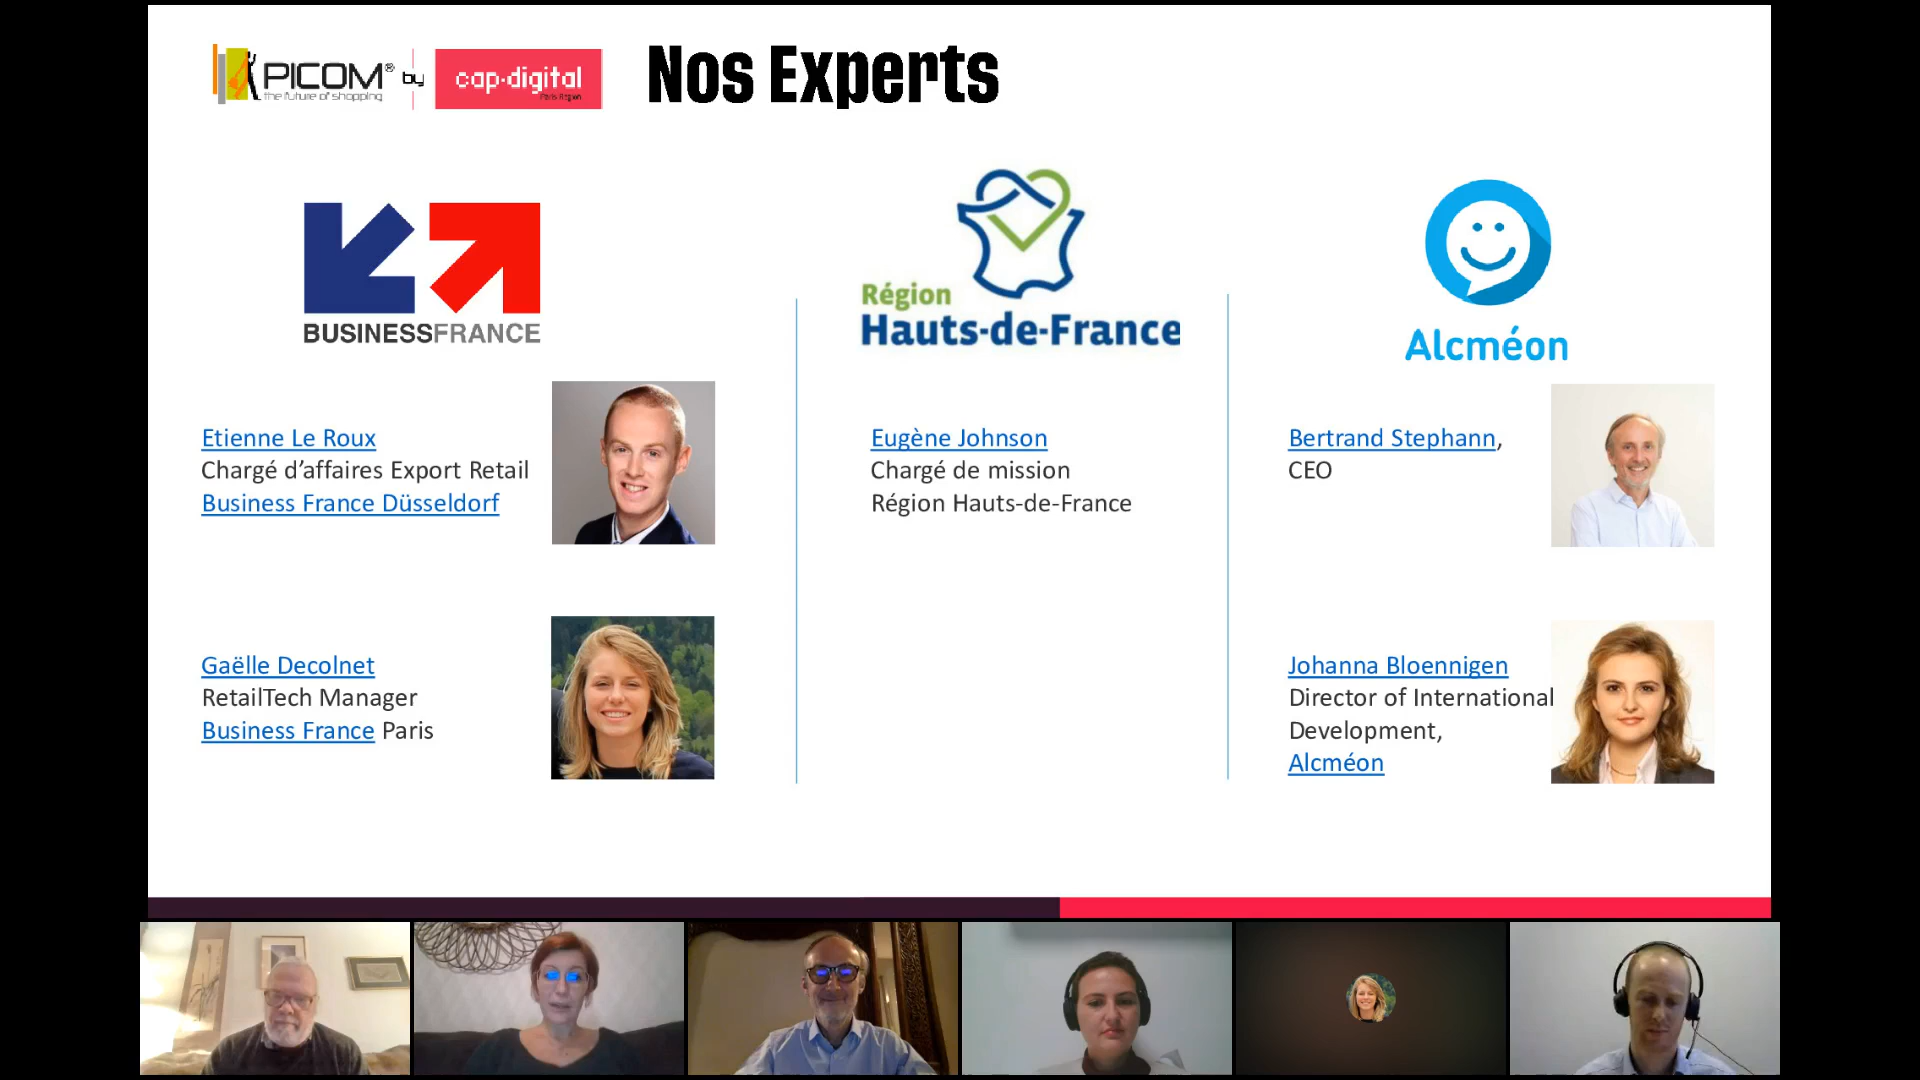 PICOM®
the future of shopping
by
cap·digital
Paris Region
Nos Experts
BUSINESSFRANCE
Etienne Le Roux
Chargé d’affaires Export Retail
Business France Düsseldorf
Gaëlle Decolnet
RetailTech Manager
Business France Paris
Région
Hauts-de-France
Eugène Johnson
Chargé de mission
Région Hauts-de-France
Alcméon
Bertrand Stephann,
CEO
Johanna Bloennigen
Director of International
Development,
Alcméon